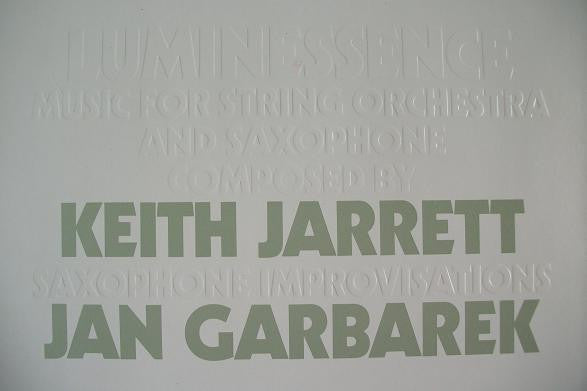 LUMINESSENCE
MUSIC FOR STRING ORCHESTRA
AND SAXOPHONE
COMPOSED BY
KEITH JARRETT
SAXOPHONE IMPROVISATIONS
JAN GARBAREK